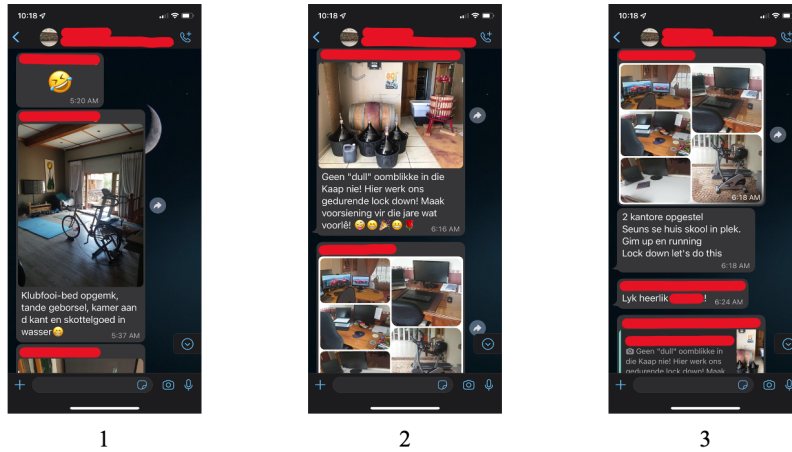 10:18
5:20 AM
Klubfooi-bed opgemk,
tande geborsel, kamer aan
d kant en skottelgoed in
wasser😁
5:37 AM
1
10:18
Geen "dull" oomblikke in die
Kaap nie! Hier werk ons
gedurende lock down! Maak
voorsiening vir die jare wat
voorlê! 🤪😁🎉😁🌹
6:16 AM
2
10:18
6:18 AM
2 kantore opgestel
Seuns se huis skool in plek.
Gim up en running
Lock down let's do this
6:18 AM
Lyk heerlik !
6:24 AM
Geen "dull" oomblikke in
die Kaap nie! Hier werk ons
gedurende lock down! Maak
3